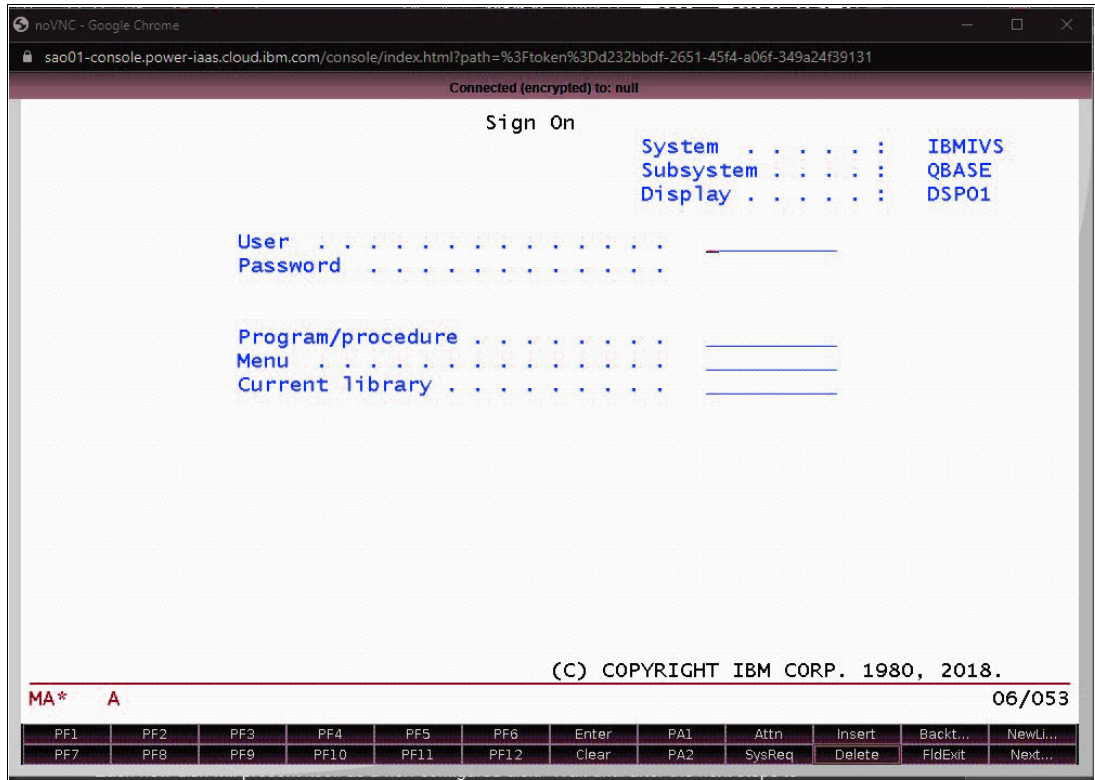 noVNC - Google Chrome
sao01-console.power-iaas.cloud.ibm.com/console/index.html?path=%3Ftoken%3Dd232bbdf-2651-45f4-a06f-349a24f39131
Connected (encrypted) to: null
Sign On
System . . . . . : IBMIVS
Subsystem . . . . : QBASE
Display . . . . . : DSP01
User . . . . . . . . . . . . . .
Password . . . . . . . . . . . .
Program/procedure . . . . . . . .
Menu . . . . . . . . . . . . . .
Current library . . . . . . . . .
(C) COPYRIGHT IBM CORP. 1980, 2018.
MA* A 06/053
PF1 PF2 PF3 PF4 PF5 PF6 Enter PA1 Attn Insert Backt... NewLi...
PF7 PF8 PF9 PF10 PF11 PF12 Clear PA2 SysReq Delete FldExit Next...